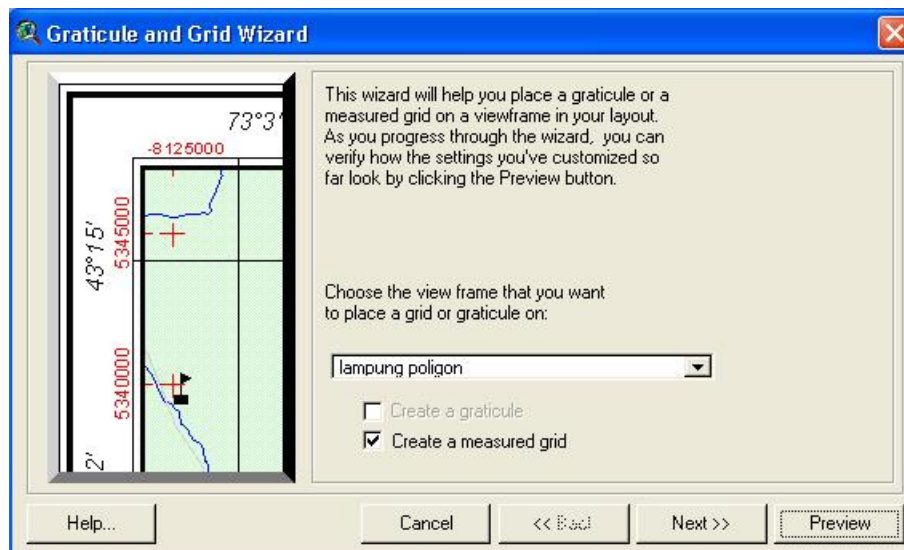 Graticule and Grid Wizard
73°3'
-8125000
43°15'
5345000
5340000
2'
This wizard will help you place a graticule or a
measured grid on a viewframe in your layout.
As you progress through the wizard, you can
verify how the settings you've customized so
far look by clicking the Preview button.
Choose the view frame that you want
to place a grid or graticule on:
lampung poligon
Create a graticule
Create a measured grid
Help...
Cancel
<< Back
Next >>
Preview